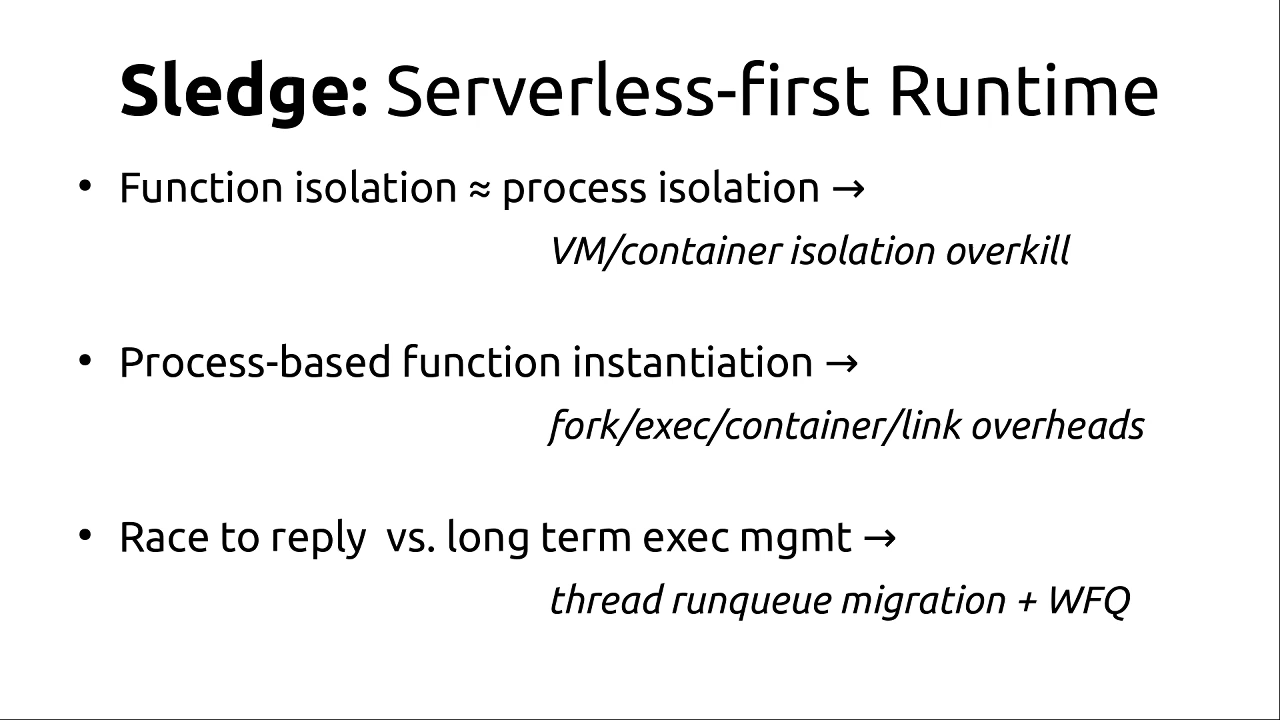 Sledge: Serverless-first Runtime
• Function isolation ≈ process isolation →
VM/container isolation overkill
• Process-based function instantiation →
fork/exec/container/link overheads
• Race to reply  vs. long term exec mgmt →
thread runqueue migration + WFQ